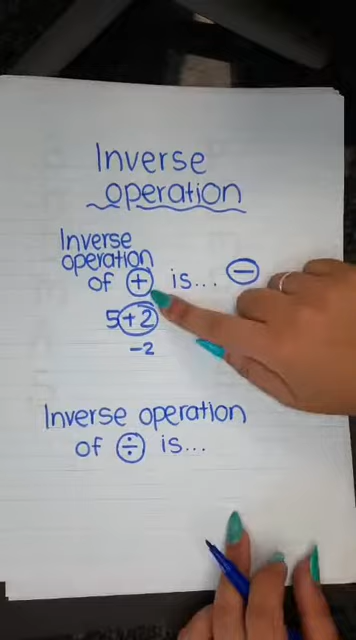 Inverse
operation
Inverse
operation
of + is... −
5+2
−2
Inverse operation
of ÷ is...